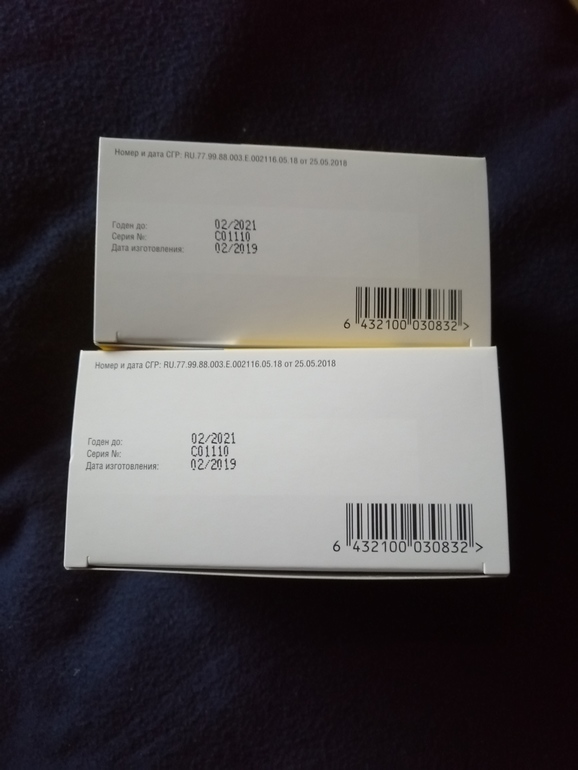 Номер и дата СГР: RU.77.99.88.003.Е.002116.05.18 от 25.05.2018
Годен до: 02/2021
Серия №: C01110
Дата изготовления: 02/2019
6 432100 030832 >
Номер и дата СГР: RU.77.99.88.003.Е.002116.05.18 от 25.05.2018
Годен до: 02/2021
Серия №: C01110
Дата изготовления: 02/2019
6 432100 030832 >